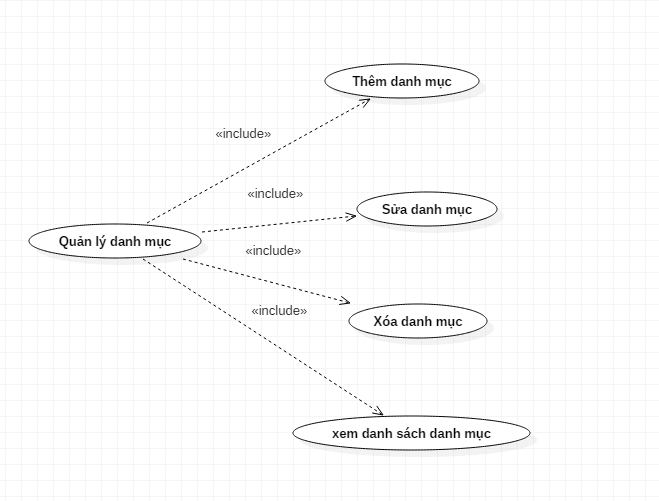 Thêm danh mục
«include»
«include»
Sửa danh mục
Quản lý danh mục
«include»
«include»
Xóa danh mục
xem danh sách danh mục